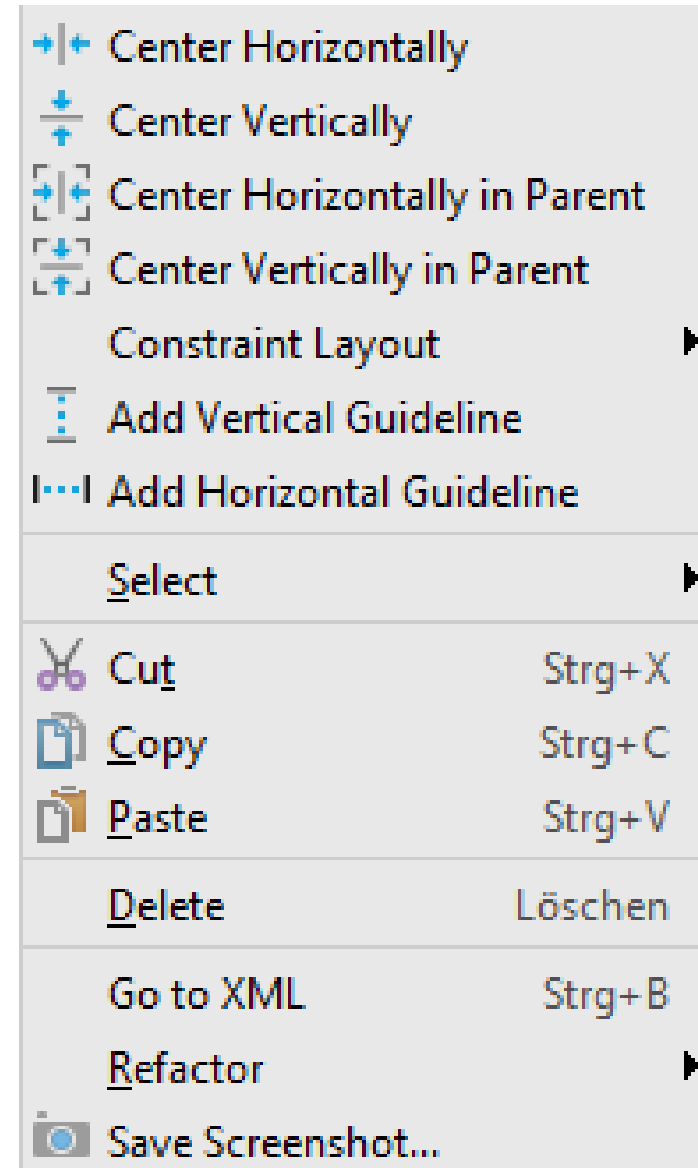 Center Horizontally
Center Vertically
Center Horizontally in Parent
Center Vertically in Parent
Constraint Layout
Add Vertical Guideline
Add Horizontal Guideline
Select
Cut Strg+X
Copy Strg+C
Paste Strg+V
Delete Löschen
Go to XML Strg+B
Refactor
Save Screenshot...